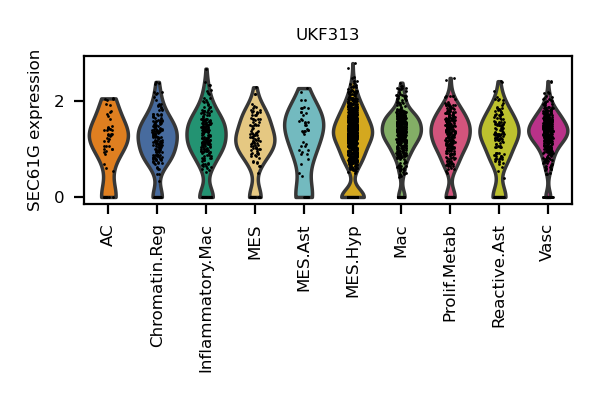 UKF313
SEC61G expression
2
0
AC
Chromatin.Reg
Inflammatory.Mac
MES
MES.Ast
MES.Hyp
Mac
Prolif.Metab
Reactive.Ast
Vasc